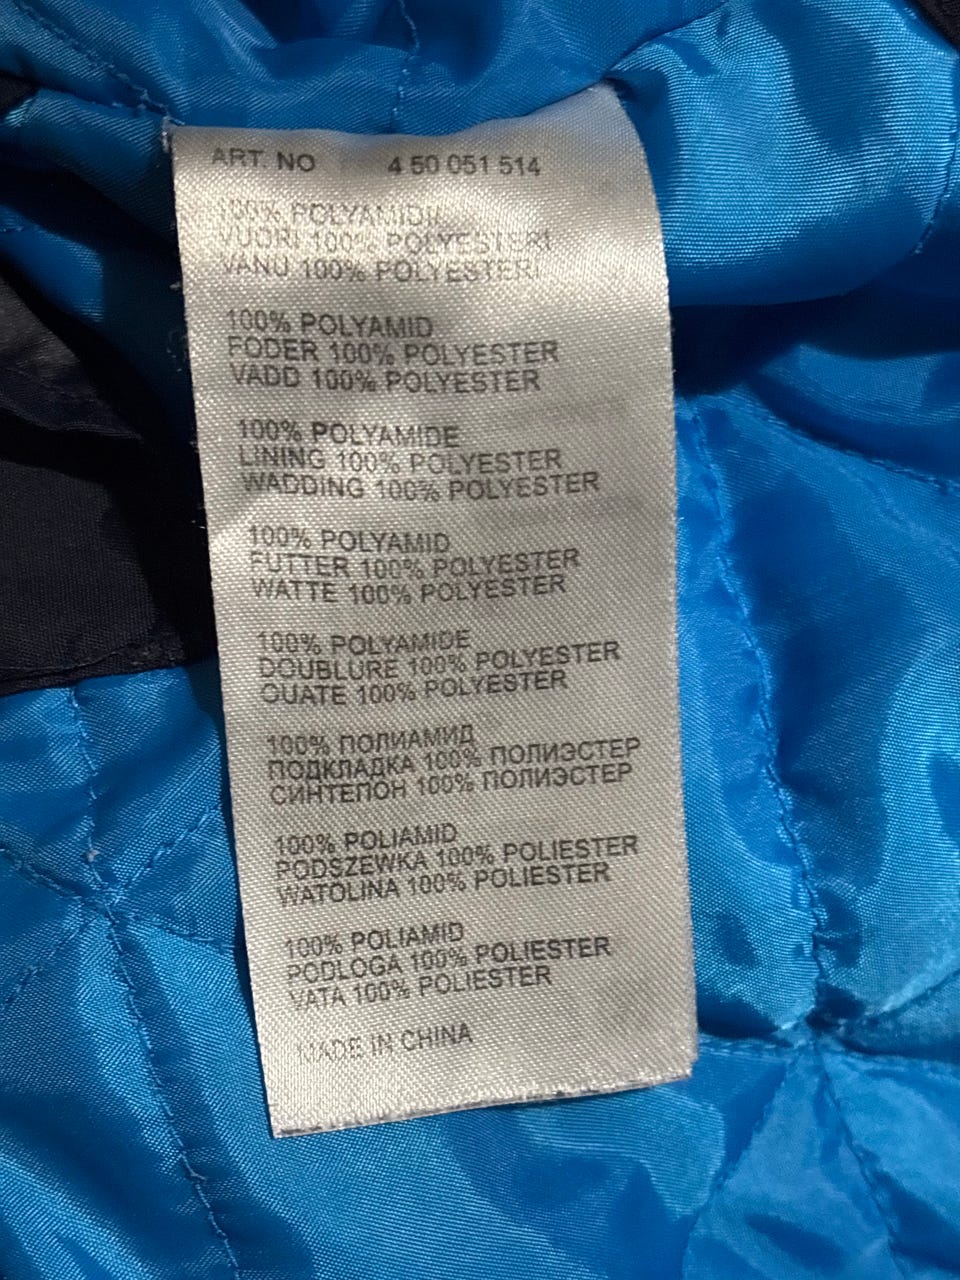 ART. NO 4 50 051 514
100% POLYAMIDI
VUORI 100% POLYESTERI
VANU 100% POLYESTERI
100% POLYAMID
FODER 100% POLYESTER
VADD 100% POLYESTER
100% POLYAMIDE
LINING 100% POLYESTER
WADDING 100% POLYESTER
100% POLYAMID
FUTTER 100% POLYESTER
WATTE 100% POLYESTER
100% POLYAMIDE
DOUBLURE 100% POLYESTER
OUATE 100% POLYESTER
100% ПОЛИАМИД
ПОДКЛАДКА 100% ПОЛИЭСТЕР
СИНТЕПОН 100% ПОЛИЭСТЕР
100% POLIAMID
PODSZEWKA 100% POLIESTER
WATOLINA 100% POLIESTER
100% POLIAMID
PODLOGA 100% POLIESTER
VATA 100% POLIESTER
MADE IN CHINA